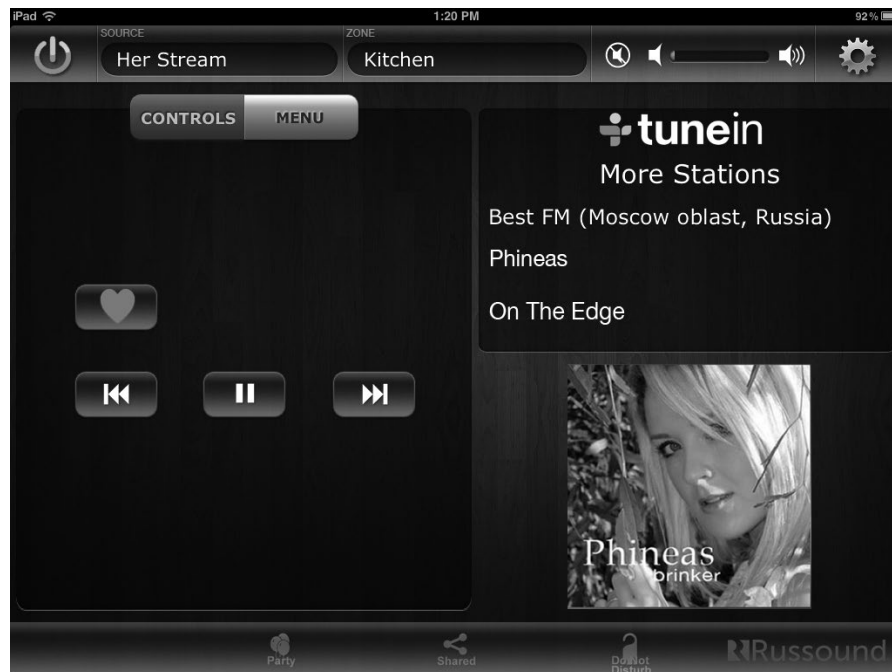 iPad 1:20 PM 92%
SOURCE ZONE
Her Stream Kitchen
CONTROLS MENU
tunein
More Stations
Best FM (Moscow oblast, Russia)
Phineas
On The Edge
Phineas
brinker
Party Shared Do Not
Disturb
Russound